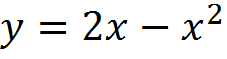 y = 2x − x²